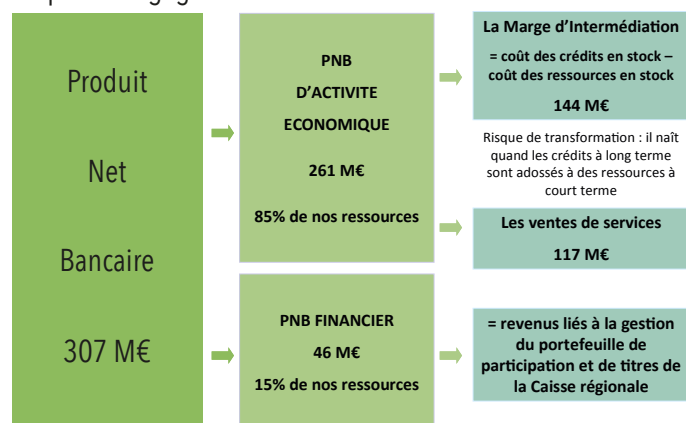 Produit
Net
Bancaire
307 M€
PNB
D’ACTIVITE
ECONOMIQUE
261 M€
85% de nos ressources
PNB FINANCIER
46 M€
15% de nos ressources
La Marge d’Intermédiation
= coût des crédits en stock –
coût des ressources en stock
144 M€
Risque de transformation : il naît
quand les crédits à long terme
sont adossés à des ressources à
court terme
Les ventes de services
117 M€
= revenus liés à la gestion
du portefeuille de
participation et de titres de
la Caisse régionale